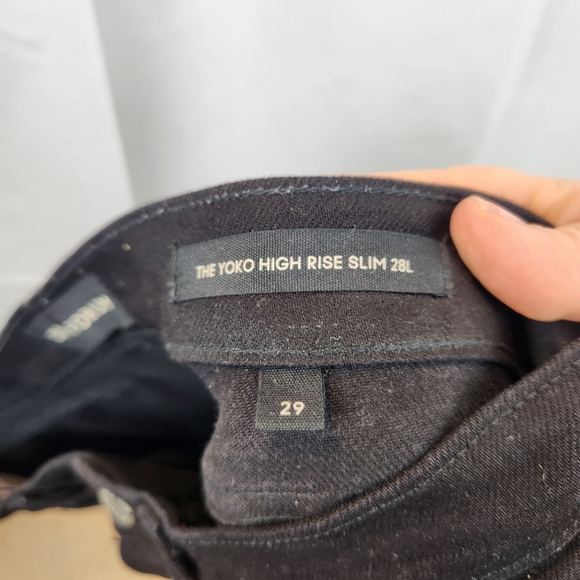 THE YOKO HIGH RISE SLIM 28L
29